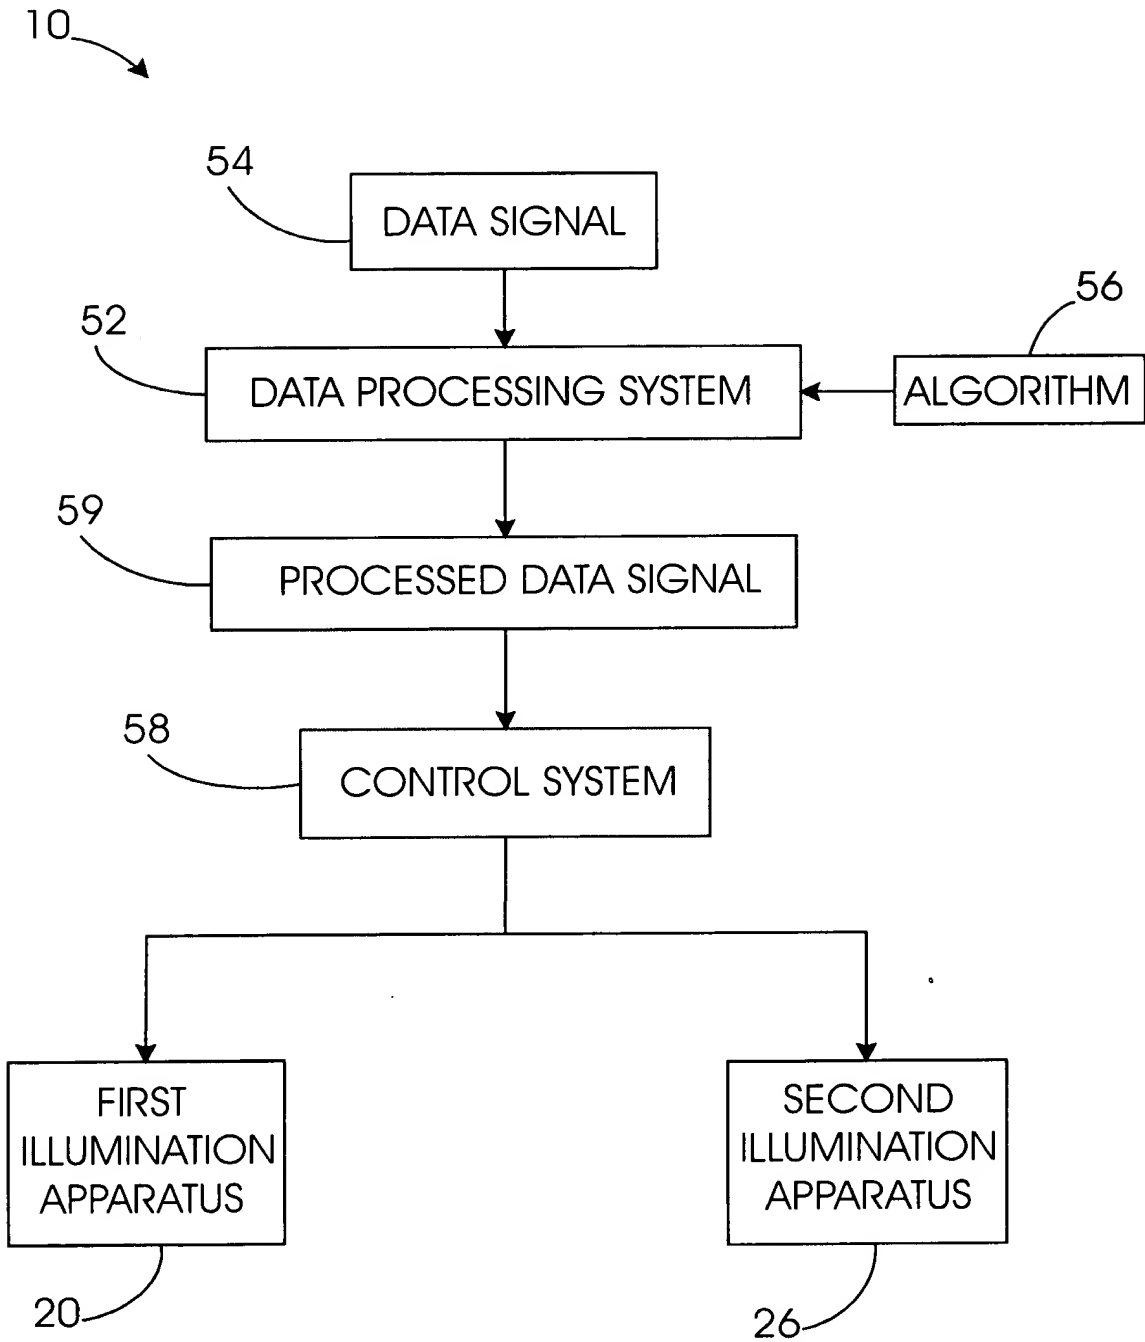 10
54
DATA SIGNAL
56
52
DATA PROCESSING SYSTEM
ALGORITHM
59
PROCESSED DATA SIGNAL
58
CONTROL SYSTEM
FIRST
ILLUMINATION
APPARATUS
SECOND
ILLUMINATION
APPARATUS
20
26